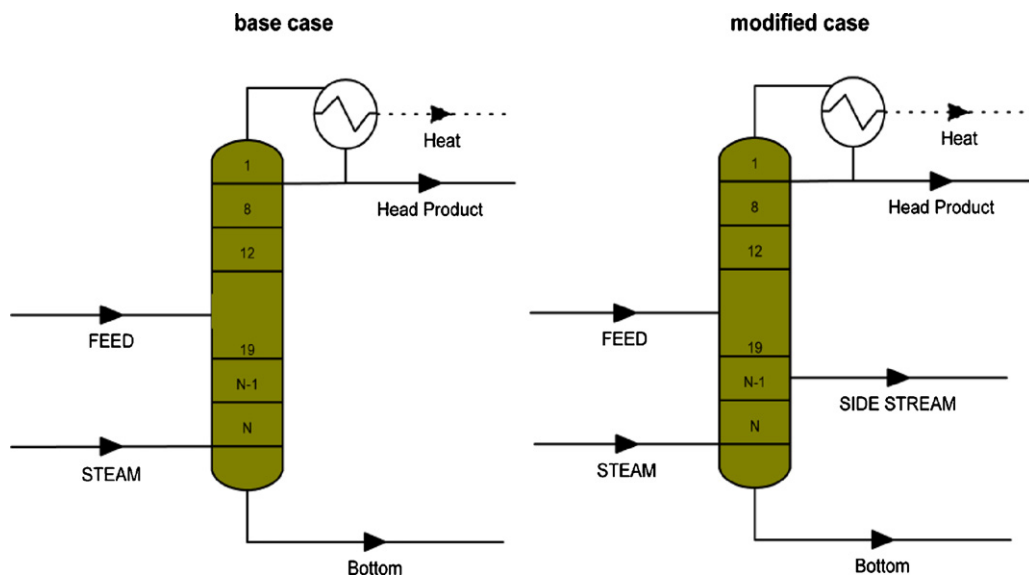 base case
Heat
1
Head Product
8
12
FEED
19
N-1
N
STEAM
Bottom
modified case
Heat
1
Head Product
8
12
FEED
19
N-1
SIDE STREAM
N
STEAM
Bottom